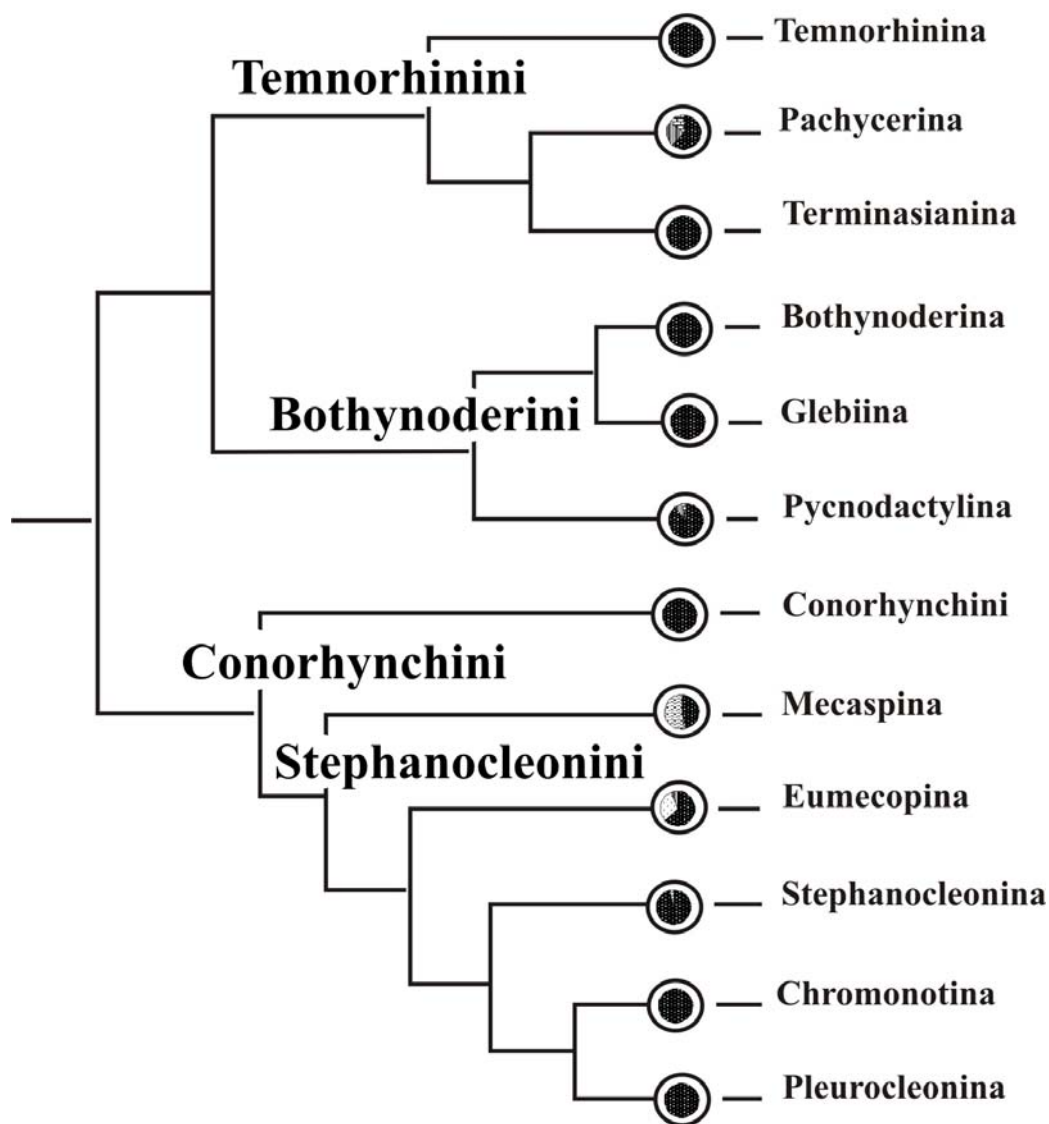 Temnorhinina
Temnorhinini
Pachycerina
Terminasianina
Bothynoderina
Bothynoderini
Glebiina
Pycnodactylina
Conorhynchini
Conorhynchini
Mecaspina
Stephanocleonini
Eumecopina
Stephanocleonina
Chromonotina
Pleurocleonina